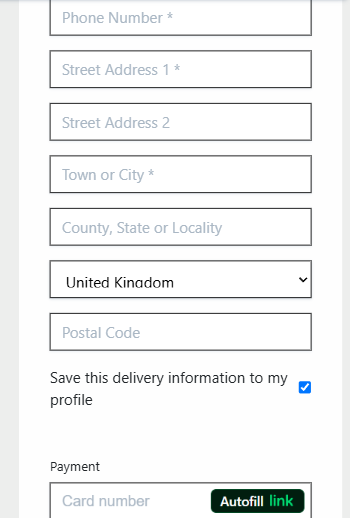 Phone Number *
Street Address 1 *
Street Address 2
Town or City *
County, State or Locality
United Kingdom
Postal Code
Save this delivery information to my
profile
Payment
Card number
Autofill link